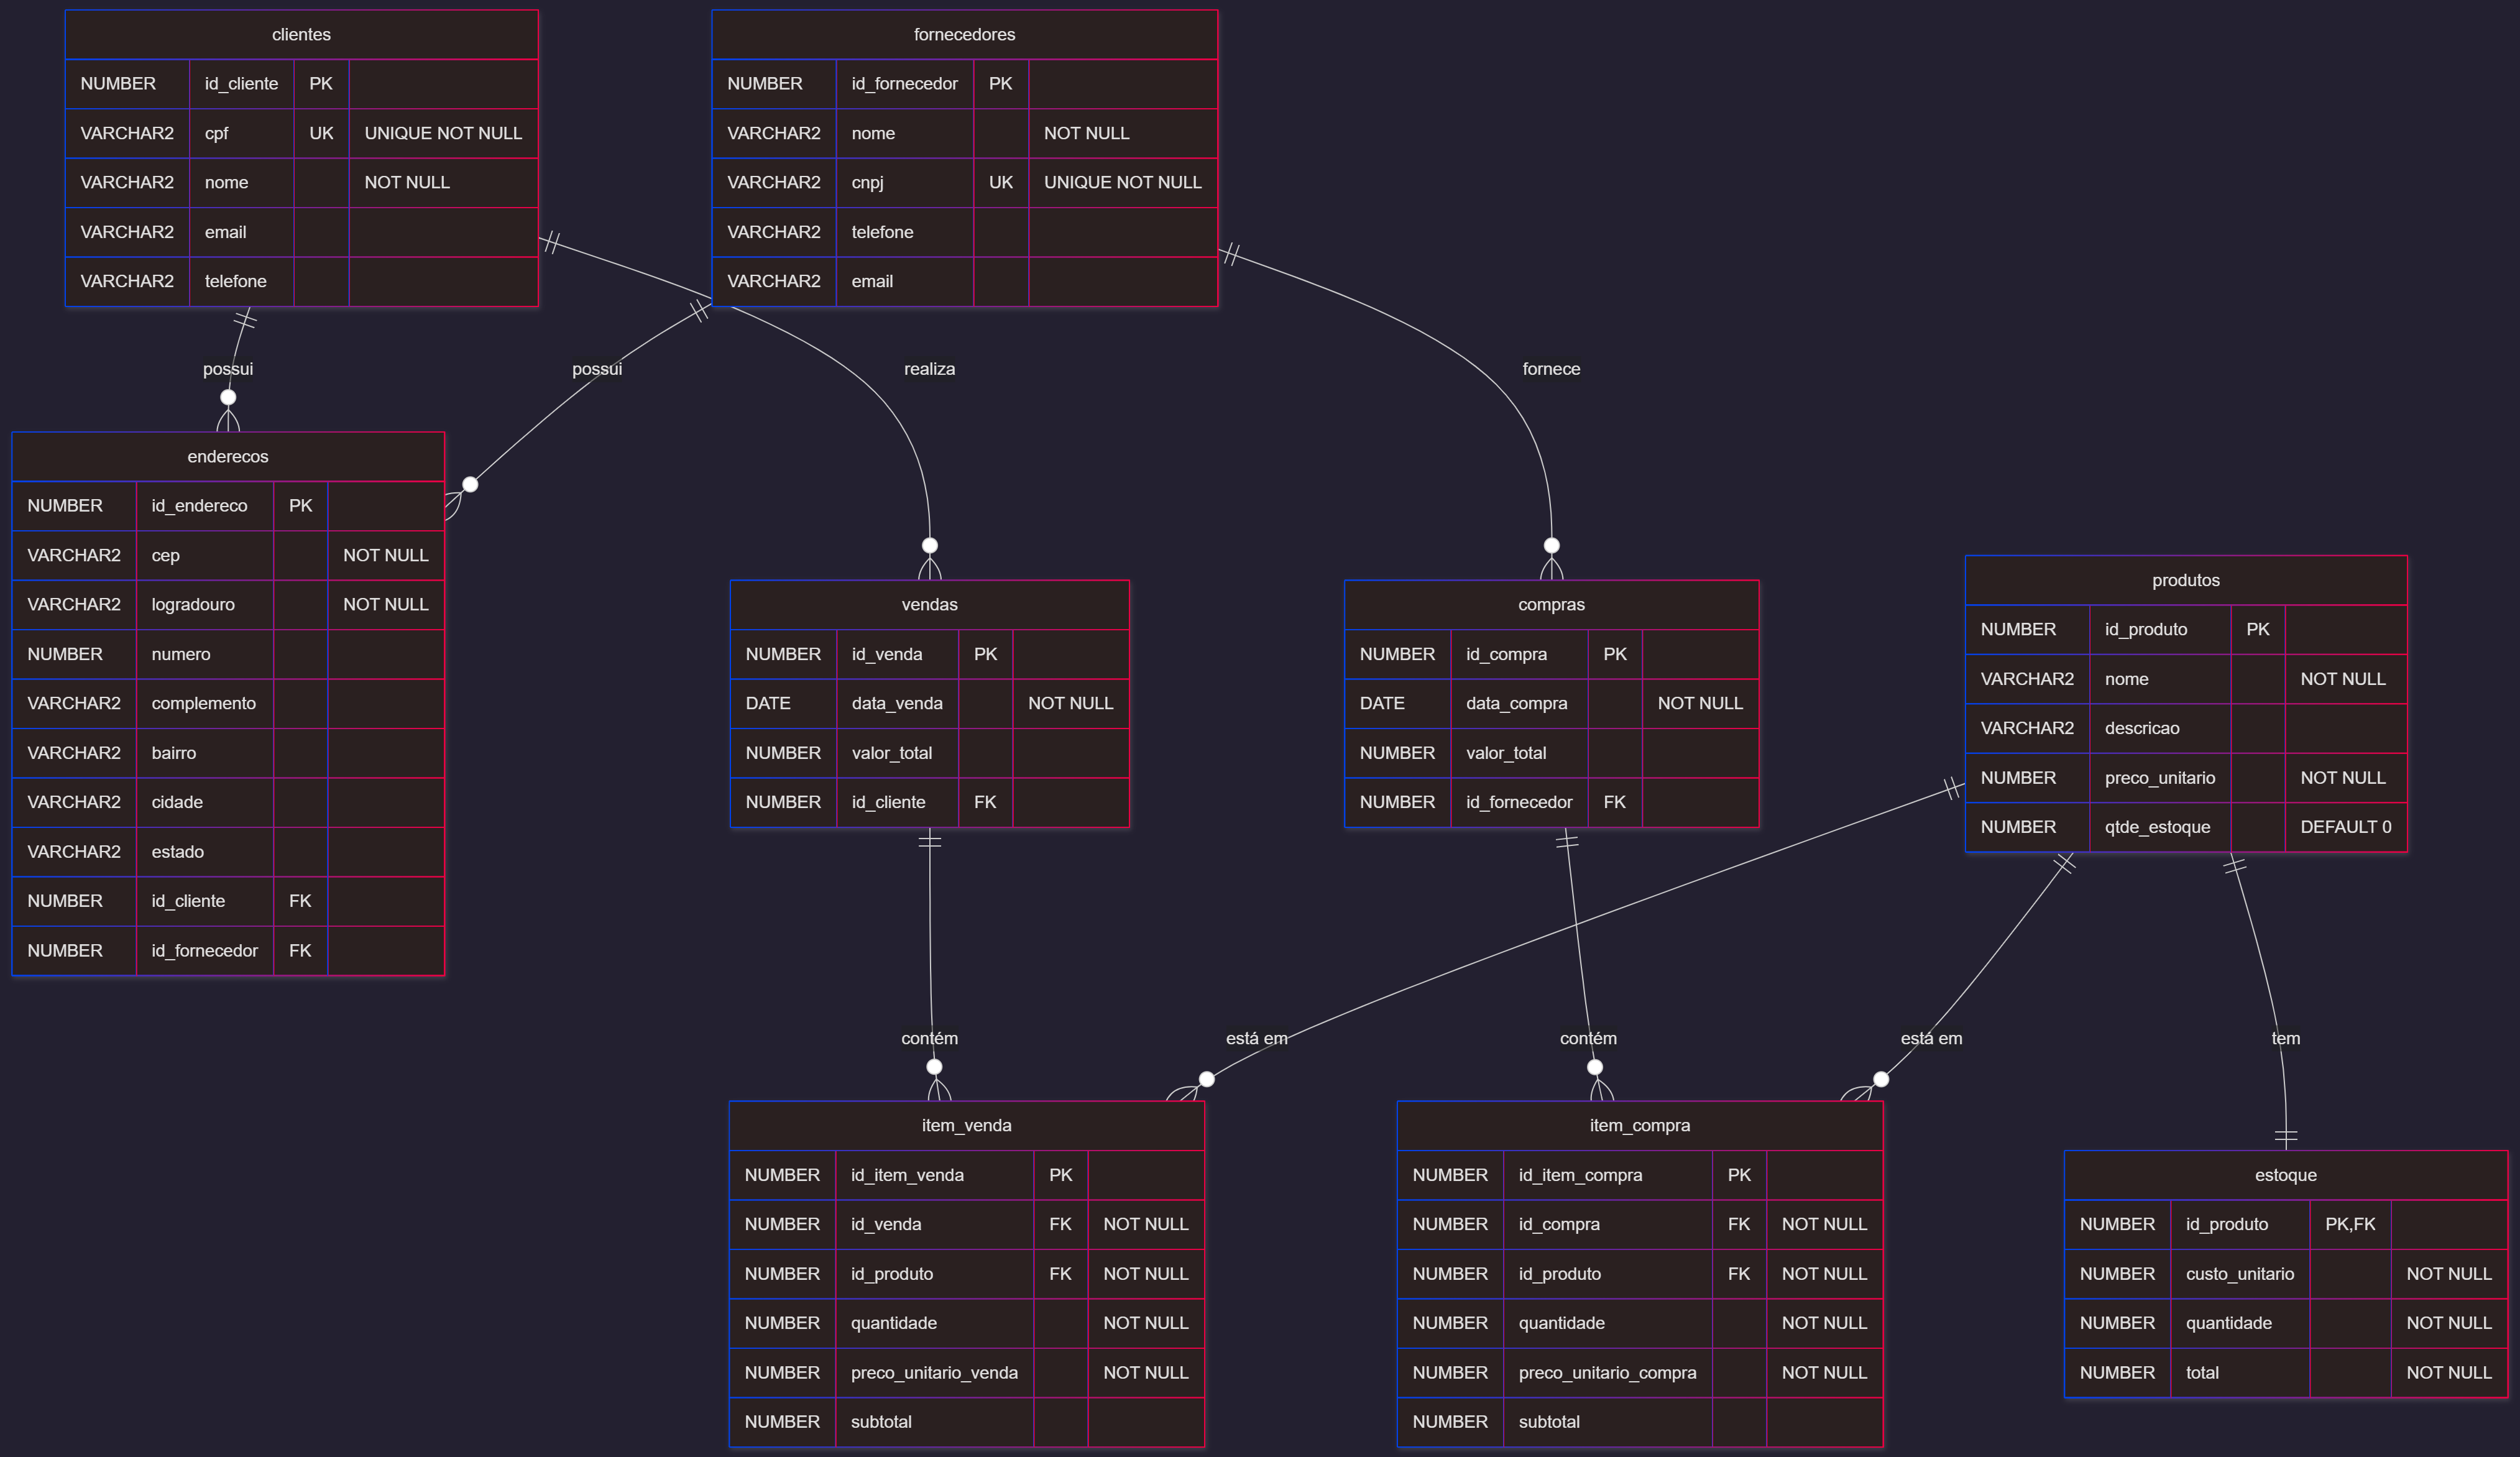 clientes
NUMBER id_cliente PK
VARCHAR2 cpf UK UNIQUE NOT NULL
VARCHAR2 nome NOT NULL
VARCHAR2 email
VARCHAR2 telefone
fornecedores
NUMBER id_fornecedor PK
VARCHAR2 nome NOT NULL
VARCHAR2 cnpj UK UNIQUE NOT NULL
VARCHAR2 telefone
VARCHAR2 email
possui
possui
realiza
fornece
enderecos
NUMBER id_endereco PK
VARCHAR2 cep NOT NULL
VARCHAR2 logradouro NOT NULL
NUMBER numero
VARCHAR2 complemento
VARCHAR2 bairro
VARCHAR2 cidade
VARCHAR2 estado
NUMBER id_cliente FK
NUMBER id_fornecedor FK
vendas
NUMBER id_venda PK
DATE data_venda NOT NULL
NUMBER valor_total
NUMBER id_cliente FK
compras
NUMBER id_compra PK
DATE data_compra NOT NULL
NUMBER valor_total
NUMBER id_fornecedor FK
produtos
NUMBER id_produto PK
VARCHAR2 nome NOT NULL
VARCHAR2 descricao
NUMBER preco_unitario NOT NULL
NUMBER qtde_estoque DEFAULT 0
contém
está em
contém
está em
tem
item_venda
NUMBER id_item_venda PK
NUMBER id_venda FK NOT NULL
NUMBER id_produto FK NOT NULL
NUMBER quantidade NOT NULL
NUMBER preco_unitario_venda NOT NULL
NUMBER subtotal
item_compra
NUMBER id_item_compra PK
NUMBER id_compra FK NOT NULL
NUMBER id_produto FK NOT NULL
NUMBER quantidade NOT NULL
NUMBER preco_unitario_compra NOT NULL
NUMBER subtotal
estoque
NUMBER id_produto PK,FK
NUMBER custo_unitario NOT NULL
NUMBER quantidade NOT NULL
NUMBER total NOT NULL